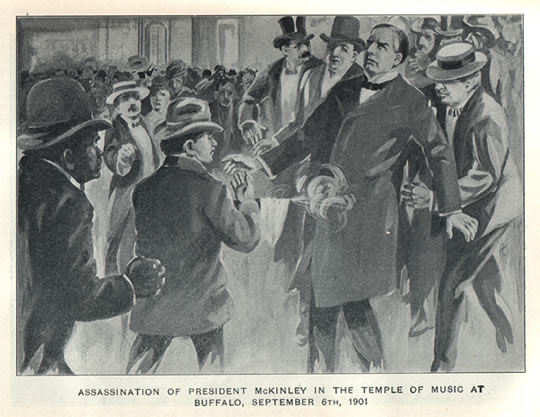 ASSASSINATION OF PRESIDENT McKINLEY IN THE TEMPLE OF MUSIC AT
BUFFALO, SEPTEMBER 6TH, 1901